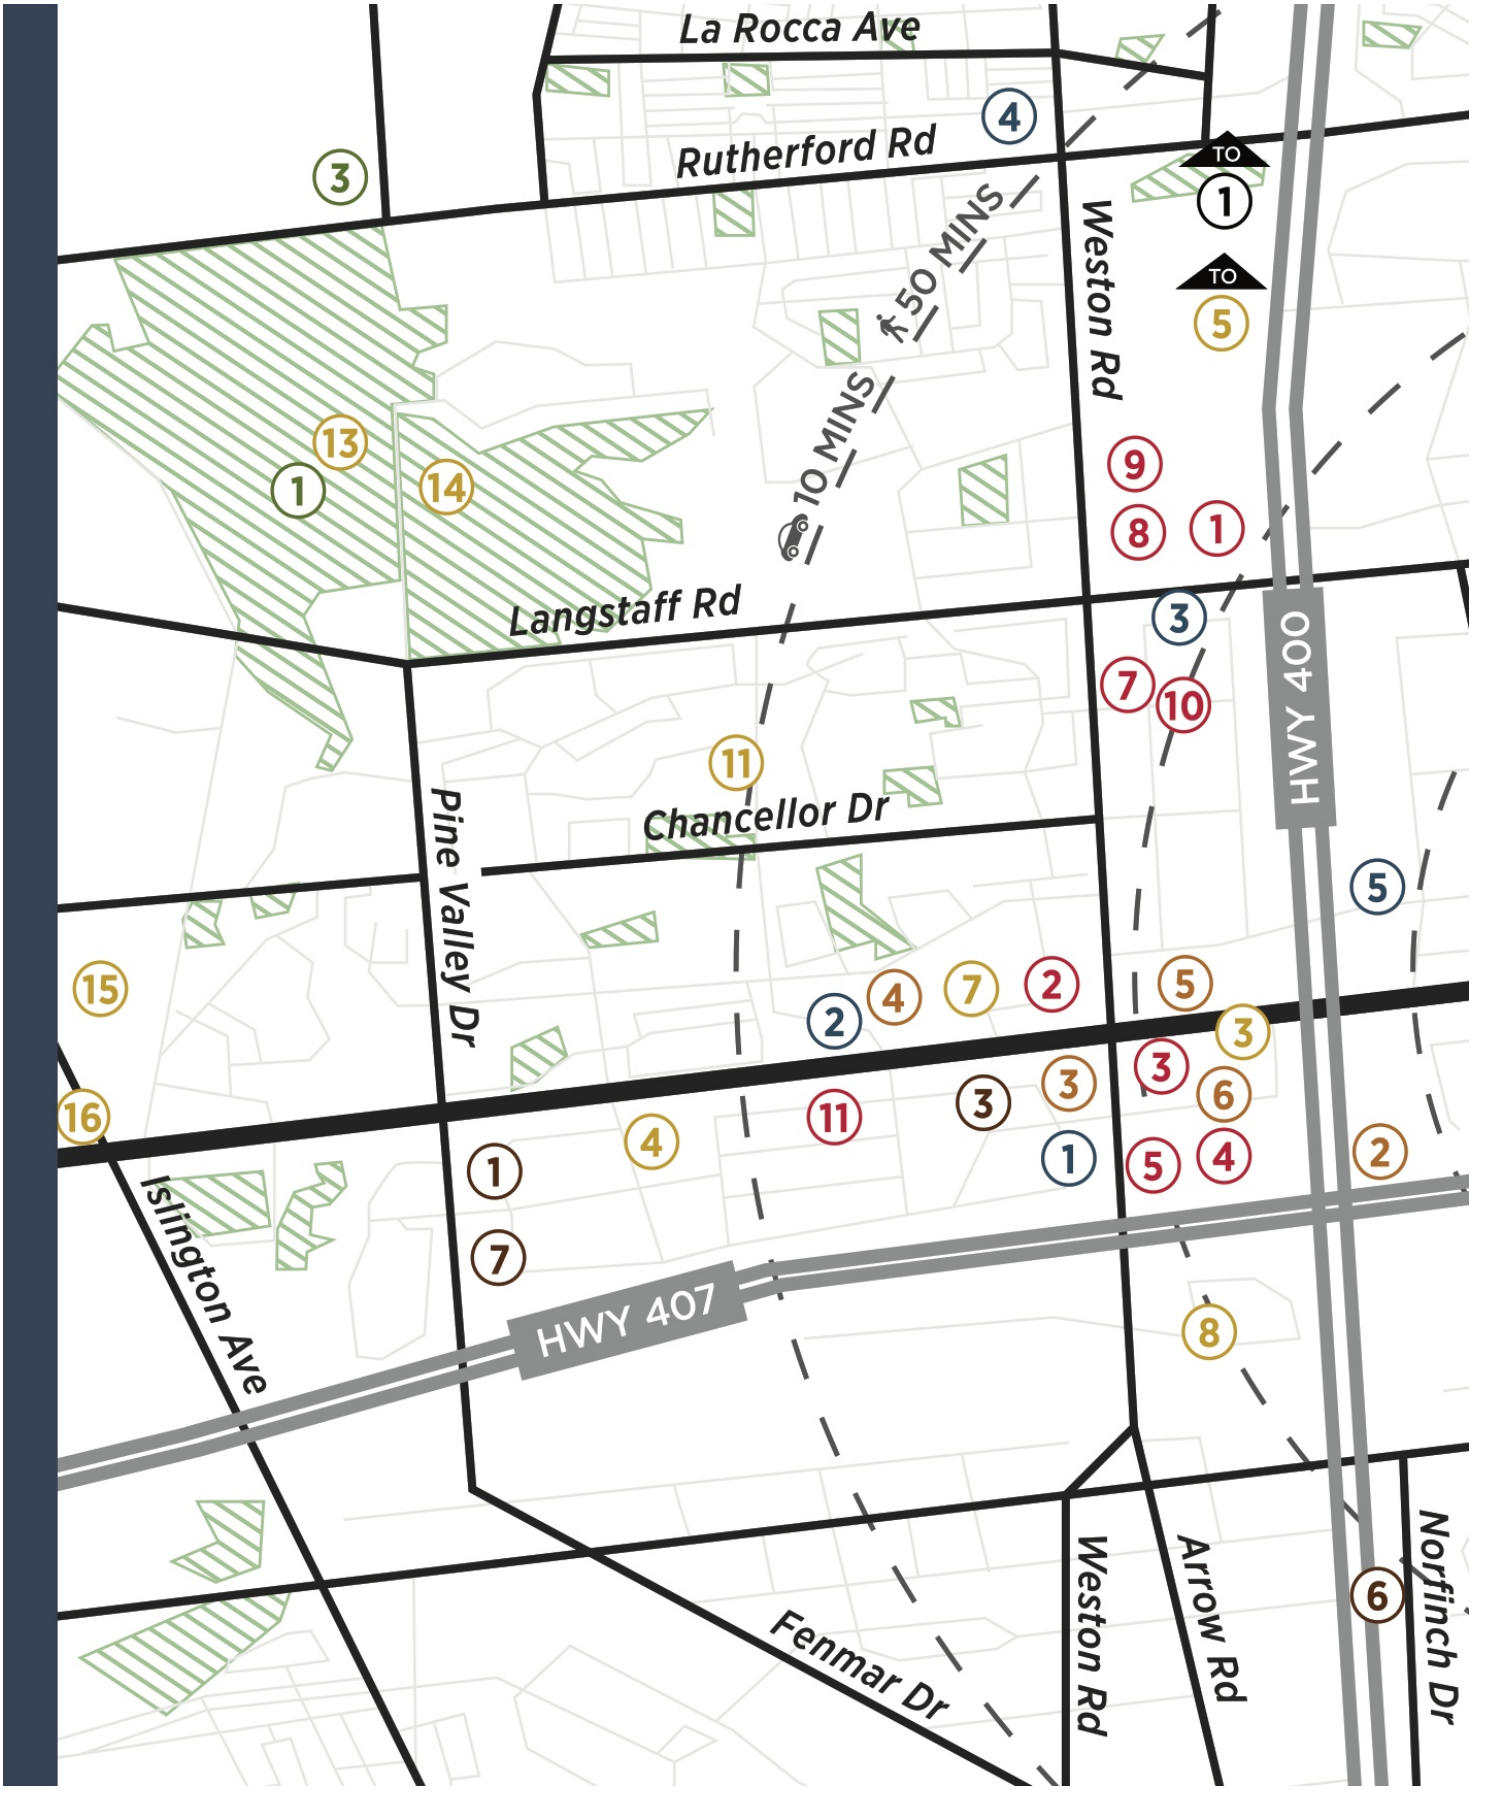 La Rocca Ave
4
Rutherford Rd
3
TO
1
50 MINS
Weston Rd
TO
5
10 MINS
13
9
14
1
8
1
Langstaff Rd
3
HWY 400
7
10
11
Chancellor Dr
Pine Valley Dr
5
15
2
4
7
2
5
3
16
4
11
3
3
3
6
1
1
5
4
2
Islington Ave
7
HWY 407
8
Weston Rd
Arrow Rd
6
Norfinch Dr
Fenmar Dr